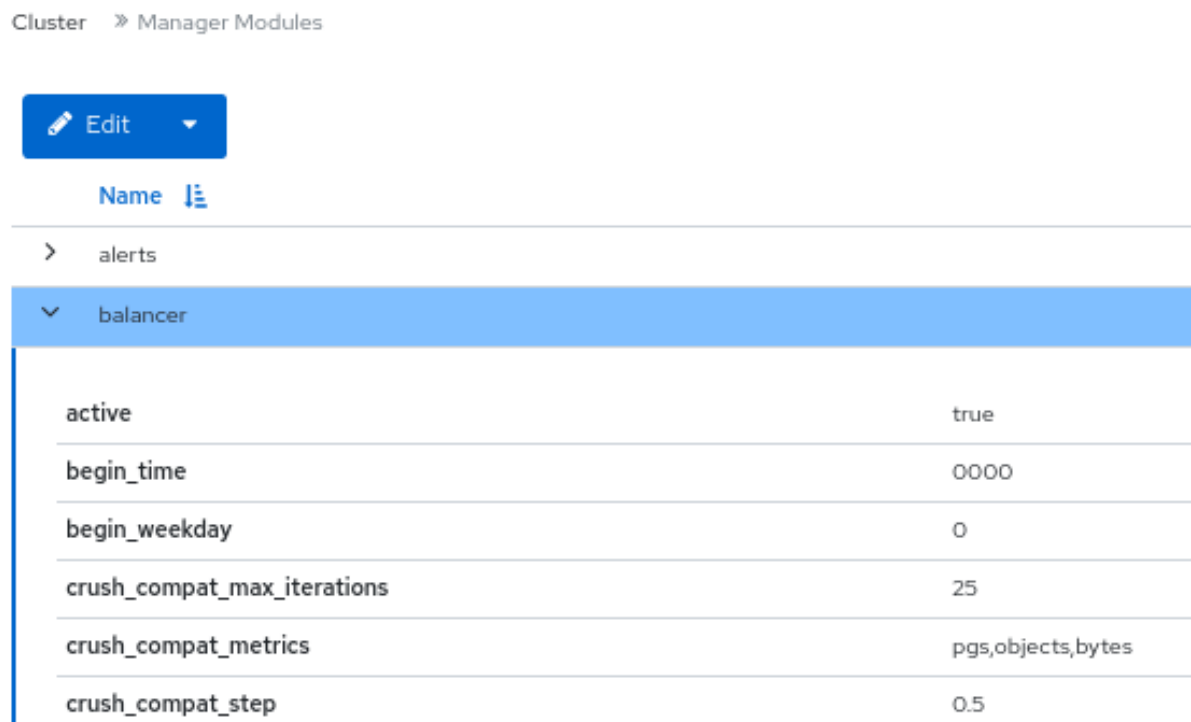 Cluster » Manager Modules
Edit
Name
alerts
balancer
active true
begin_time 0000
begin_weekday 0
crush_compat_max_iterations 25
crush_compat_metrics pgs,objects,bytes
crush_compat_step 0.5